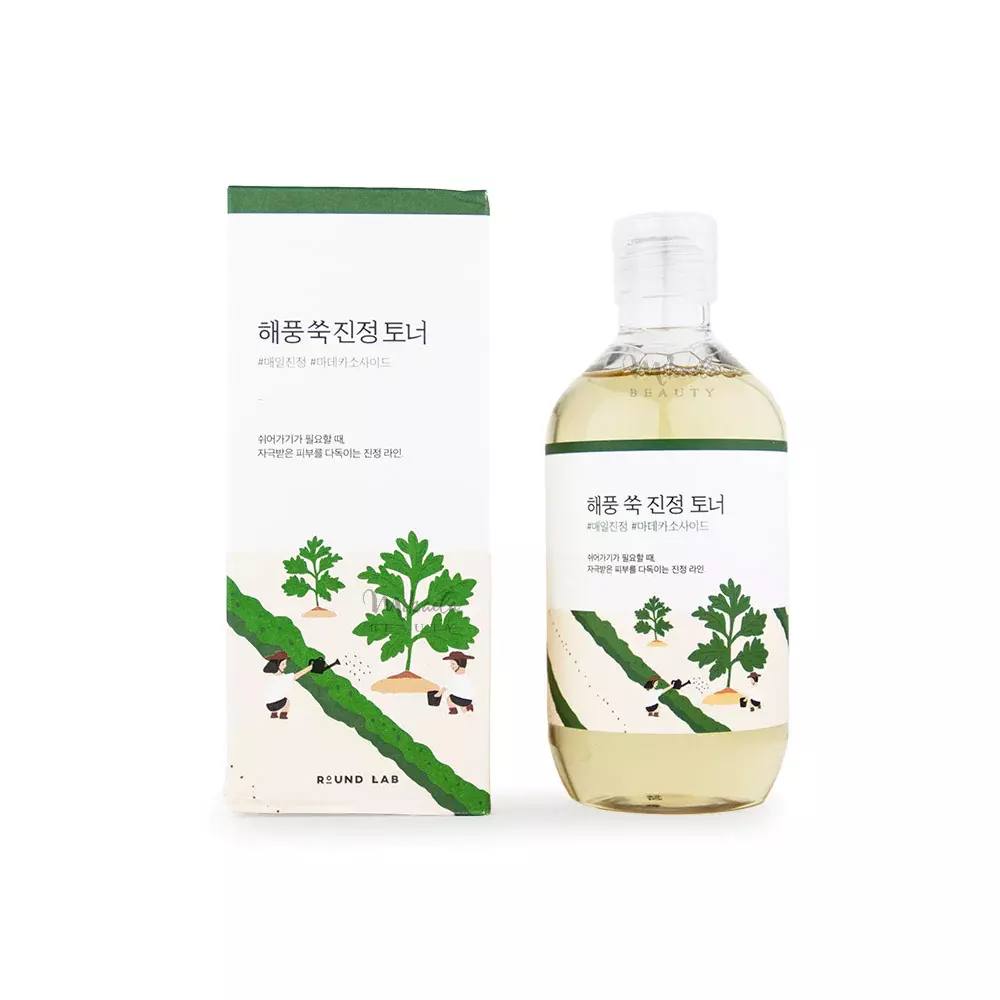 해풍 쑥 진정 토너
#매일진정 #마데카소사이드
쉬어가기가 필요할 때,
자극받은 피부를 다독이는 진정 라인.
ROUND LAB
BEAUTY
해풍 쑥 진정 토너
#매일진정 #마데카소사이드
쉬어가기가 필요할 때,
자극받은 피부를 다독이는 진정 라인